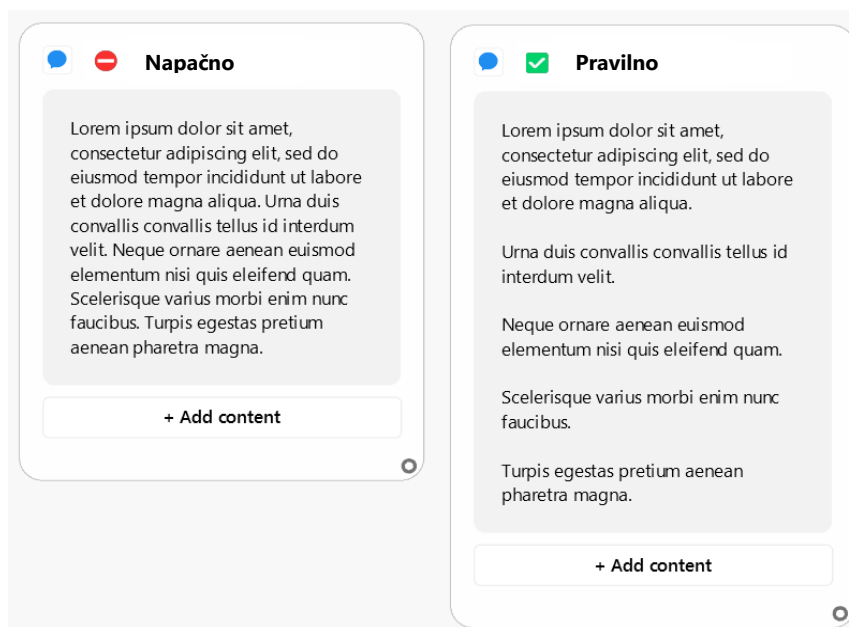 Napačno
Lorem ipsum dolor sit amet,
consectetur adipiscing elit, sed do
eiusmod tempor incididunt ut labore
et dolore magna aliqua. Urna duis
convallis convallis tellus id interdum
velit. Neque ornare aenean euismod
elementum nisi quis eleifend quam.
Scelerisque varius morbi enim nunc
faucibus. Turpis egestas pretium
aenean pharetra magna.
+ Add content
Pravilno
Lorem ipsum dolor sit amet,
consectetur adipiscing elit, sed do
eiusmod tempor incididunt ut labore
et dolore magna aliqua.
Urna duis convallis convallis tellus id
interdum velit.
Neque ornare aenean euismod
elementum nisi quis eleifend quam.
Scelerisque varius morbi enim nunc
faucibus.
Turpis egestas pretium aenean
pharetra magna.
+ Add content